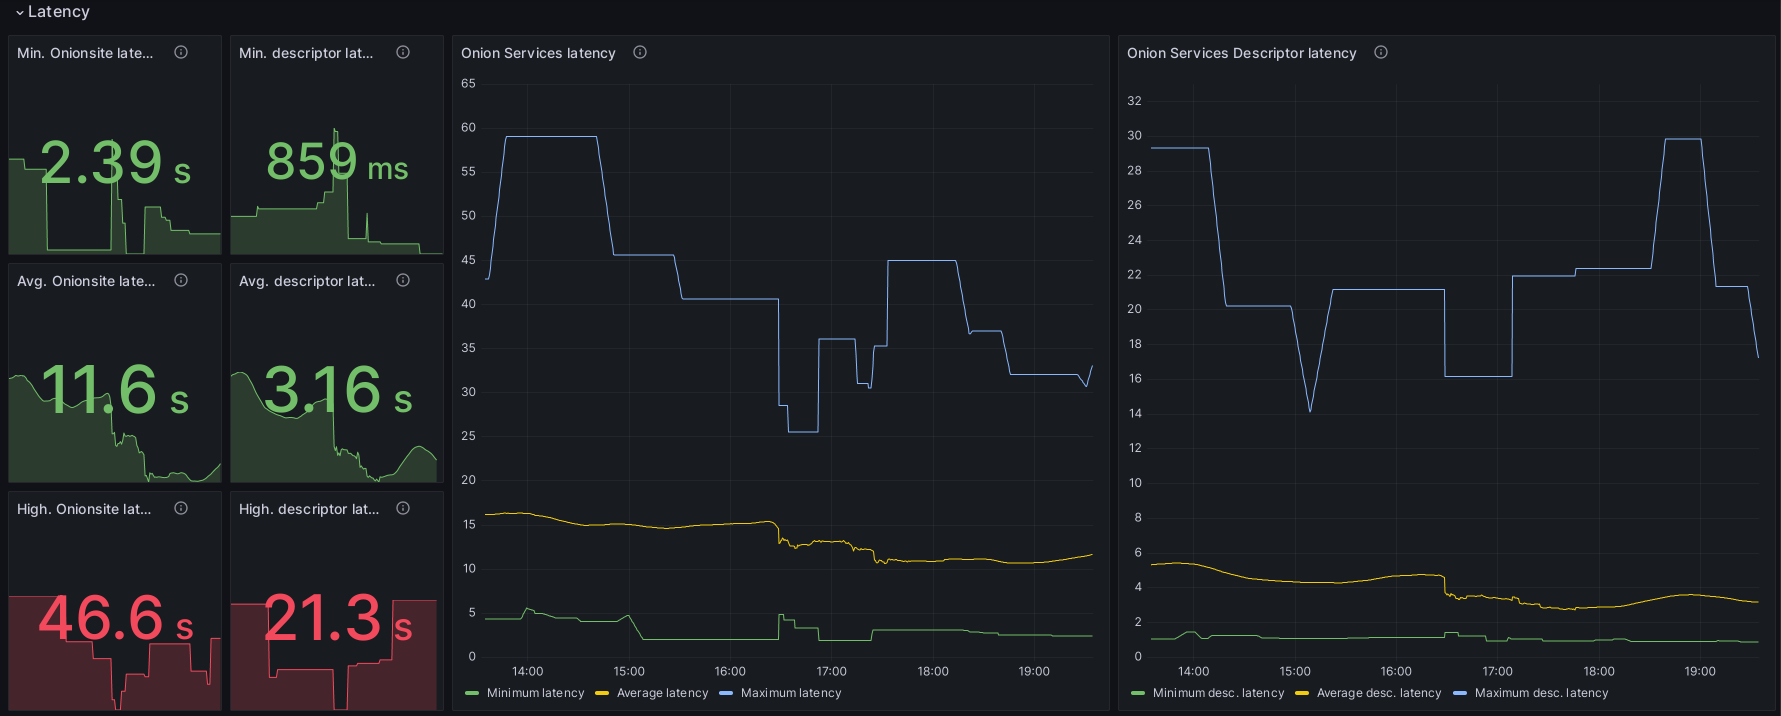 Latency
Min. Onionsite late...
2.39 s
Min. descriptor lat...
859 ms
Avg. Onionsite late...
11.6 s
Avg. descriptor lat...
3.16 s
High. Onionsite lat...
46.6 s
High. descriptor lat...
21.3 s
Onion Services latency
65
60
55
50
45
40
35
30
25
20
15
10
5
0
14:00 15:00 16:00 17:00 18:00 19:00
Minimum latency Average latency Maximum latency
Onion Services Descriptor latency
32
30
28
26
24
22
20
18
16
14
12
10
8
6
4
2
0
14:00 15:00 16:00 17:00 18:00 19:00
Minimum desc. latency Average desc. latency Maximum desc. latency